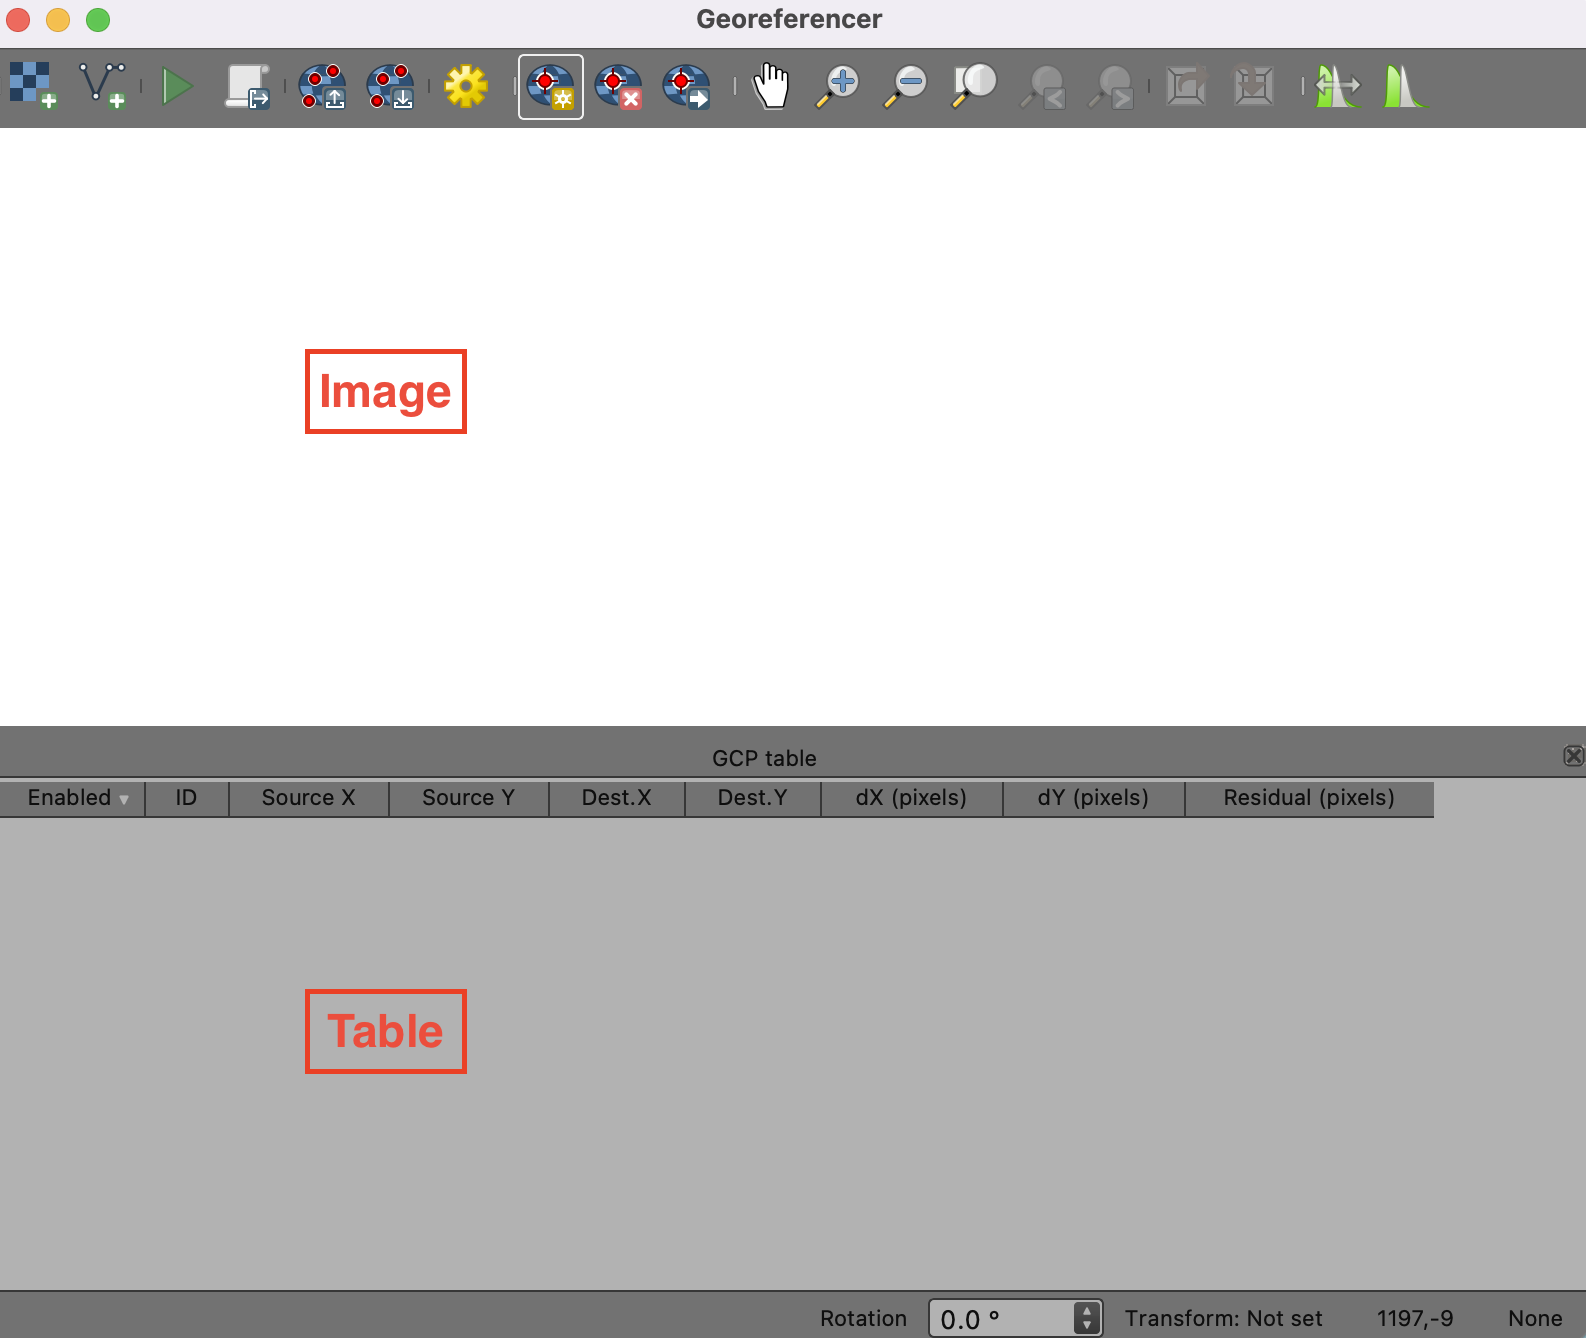 Georeferencer
Image
GCP table
Enabled ID Source X Source Y Dest.X Dest.Y dX (pixels) dY (pixels) Residual (pixels)
Table
Rotation 0.0 ° Transform: Not set 1197,-9 None